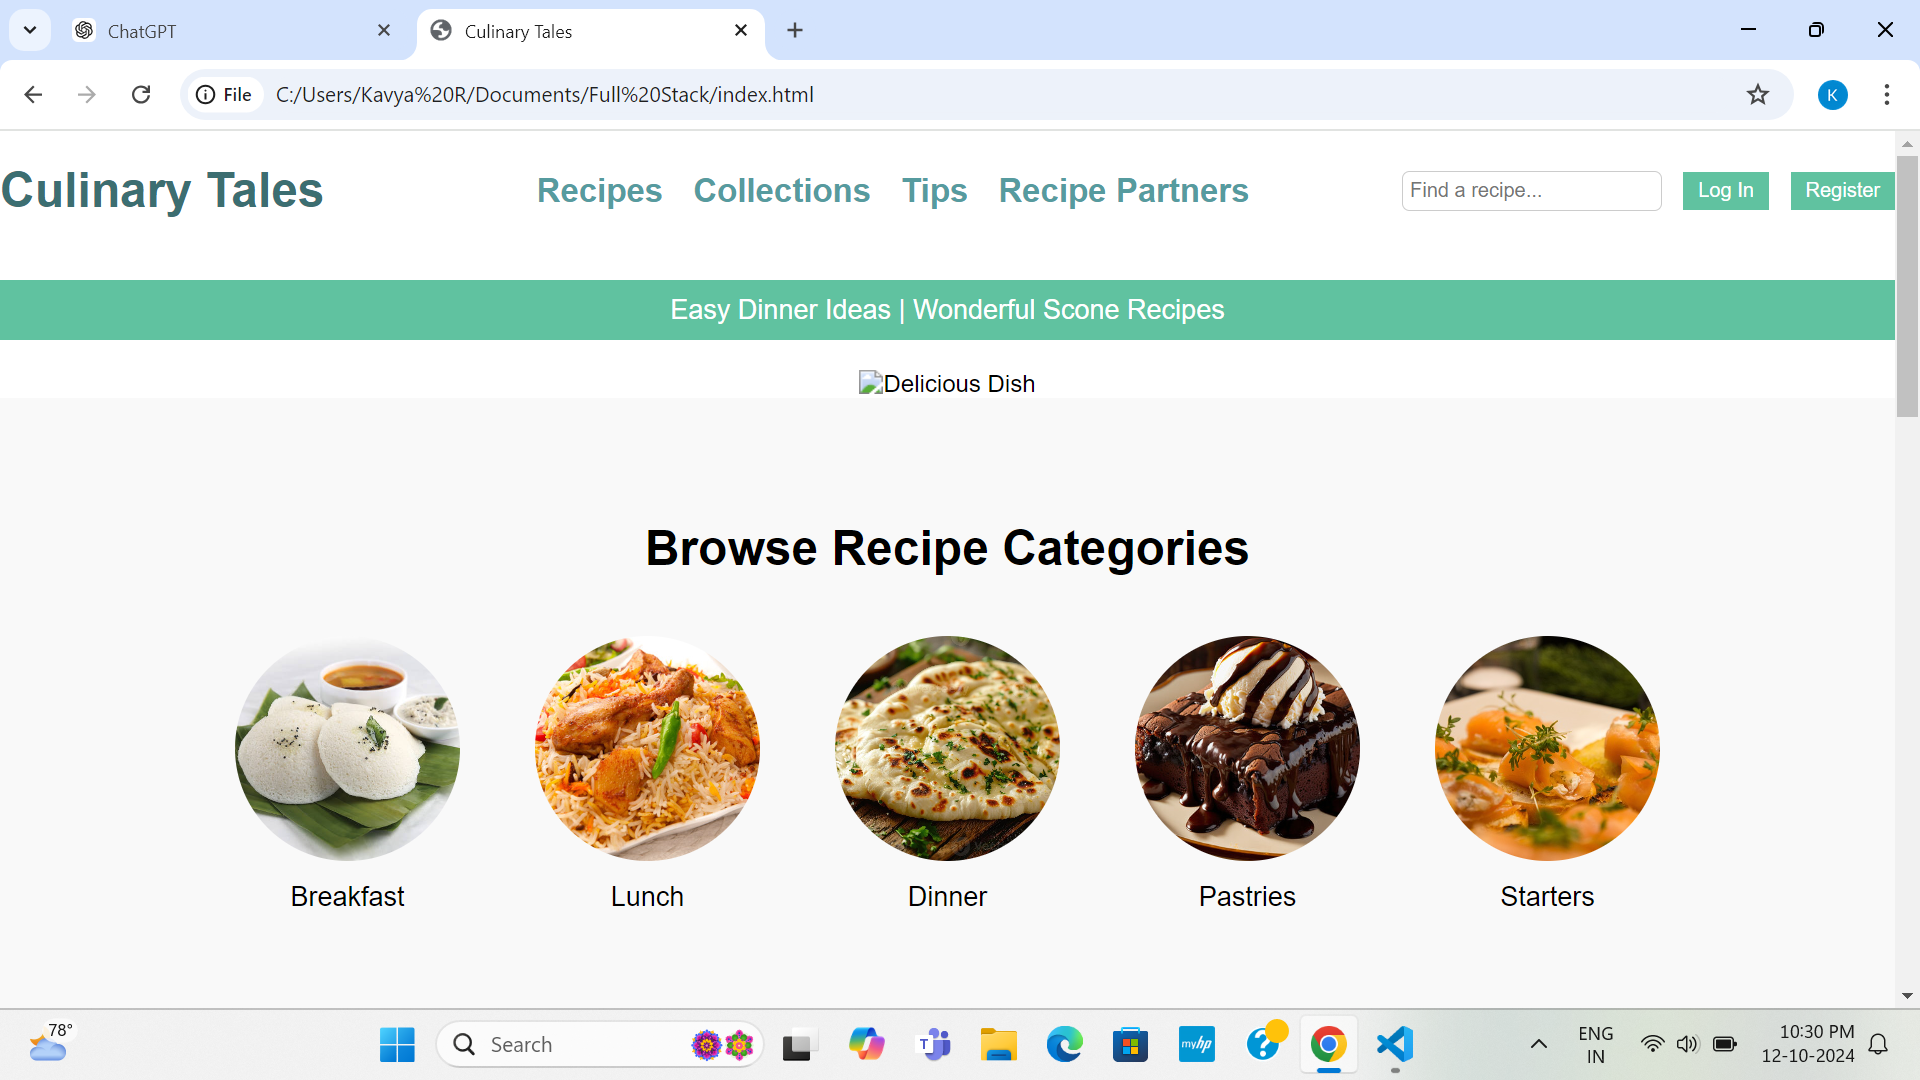 ChatGPT
Culinary Tales
File
C:/Users/Kavya%20R/Documents/Full%20Stack/index.html
K
Culinary Tales
Recipes
Collections
Tips
Recipe Partners
Find a recipe...
Log In
Register
Easy Dinner Ideas | Wonderful Scone Recipes
Delicious Dish
Browse Recipe Categories
Breakfast
Lunch
Dinner
Pastries
Starters
78°
Search
T
myhp
?
ENG
IN
10:30 PM
12-10-2024